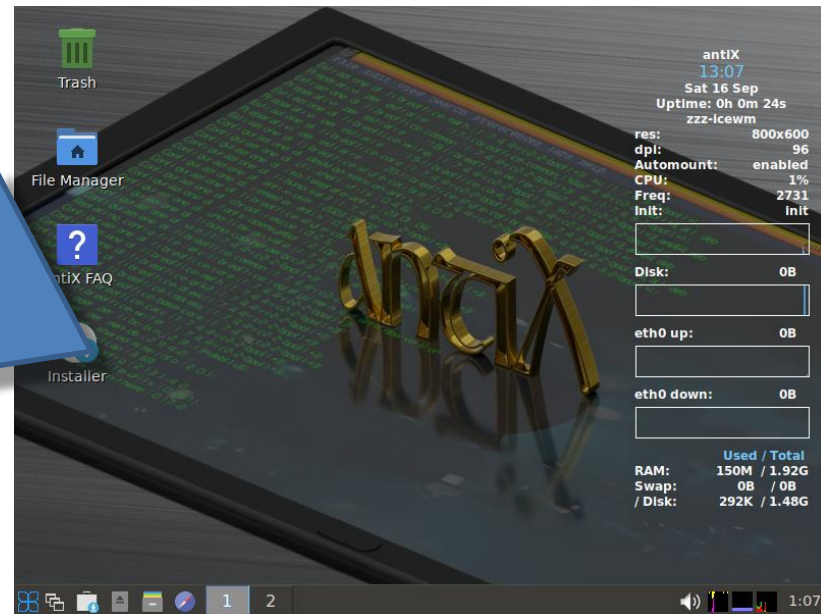 Trash
File Manager
tiX FAQ
Installer
antiX
antiX
13:07
Sat 16 Sep
Uptime: 0h 0m 24s
zzz-icewm
res: 800x600
dpi: 96
Automount: enabled
CPU: 1%
Freq: 2731
Init: init
Disk: 0B
eth0 up: 0B
eth0 down: 0B
Used / Total
RAM: 150M / 1.92G
Swap: 0B / 0B
/ Disk: 292K / 1.48G
1 2
1:07